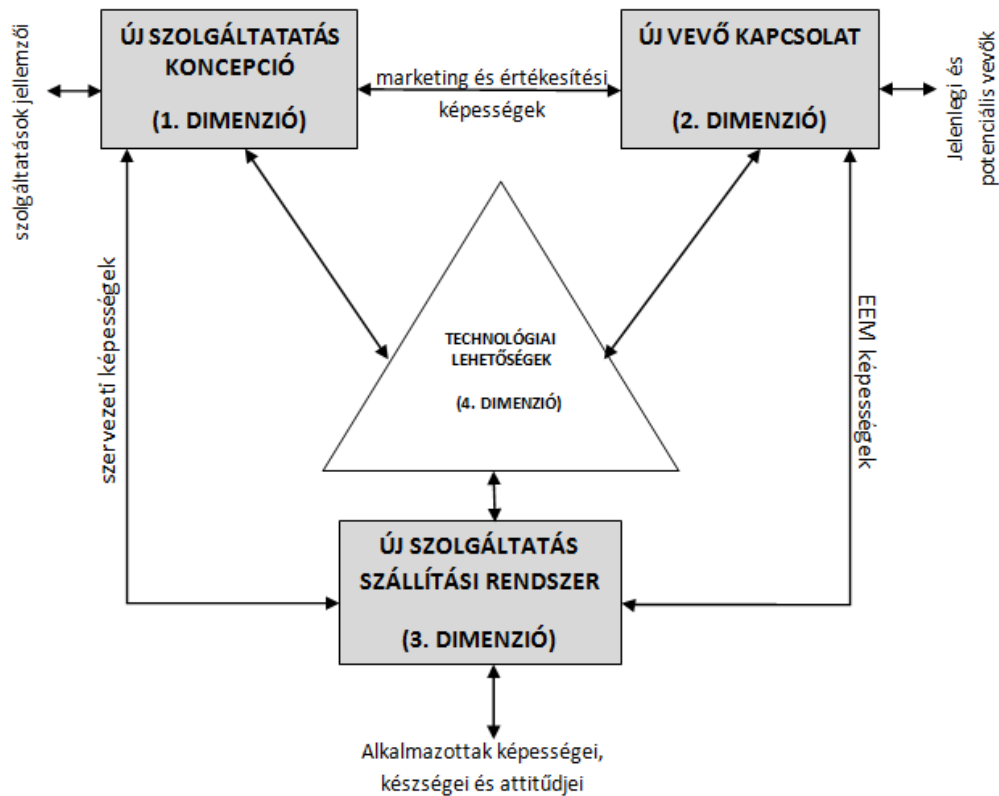 ÚJ SZOLGÁLTATATÁS
KONCEPCIÓ
(1. DIMENZIÓ)
ÚJ VEVŐ KAPCSOLAT
(2. DIMENZIÓ)
szolgáltatások jellemzői
marketing és értékesítési
képességek
Jelenlegi és
potenciális vevők
szervezeti képességek
TECHNOLÓGIAI
LEHETŐSÉGEK
(4. DIMENZIÓ)
EEM képességek
ÚJ SZOLGÁLTATÁS
SZÁLLÍTÁSI RENDSZER
(3. DIMENZIÓ)
Alkalmazottak képességei,
készségei és attitűdjei